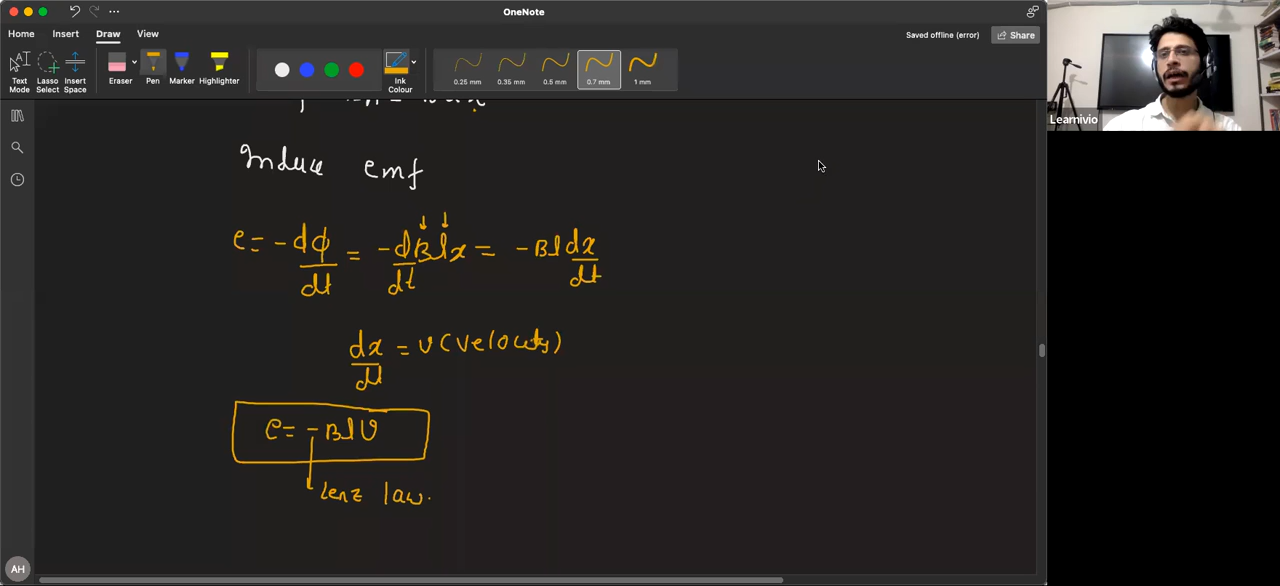 OneNote
Home Insert Draw View
Saved offline (error) Share
Text Mode
Lasso Select
Insert Space
Eraser
Pen
Marker
Highlighter
Ink Colour
0.25 mm 0.35 mm 0.5 mm 0.7 mm 1 mm
Learnivio
Induce emf
e = -dφ/dt = -d/dt Blx = -Bl dx/dt
dx/dt = v (velocity)
e = -Blv
lenz law.
AH